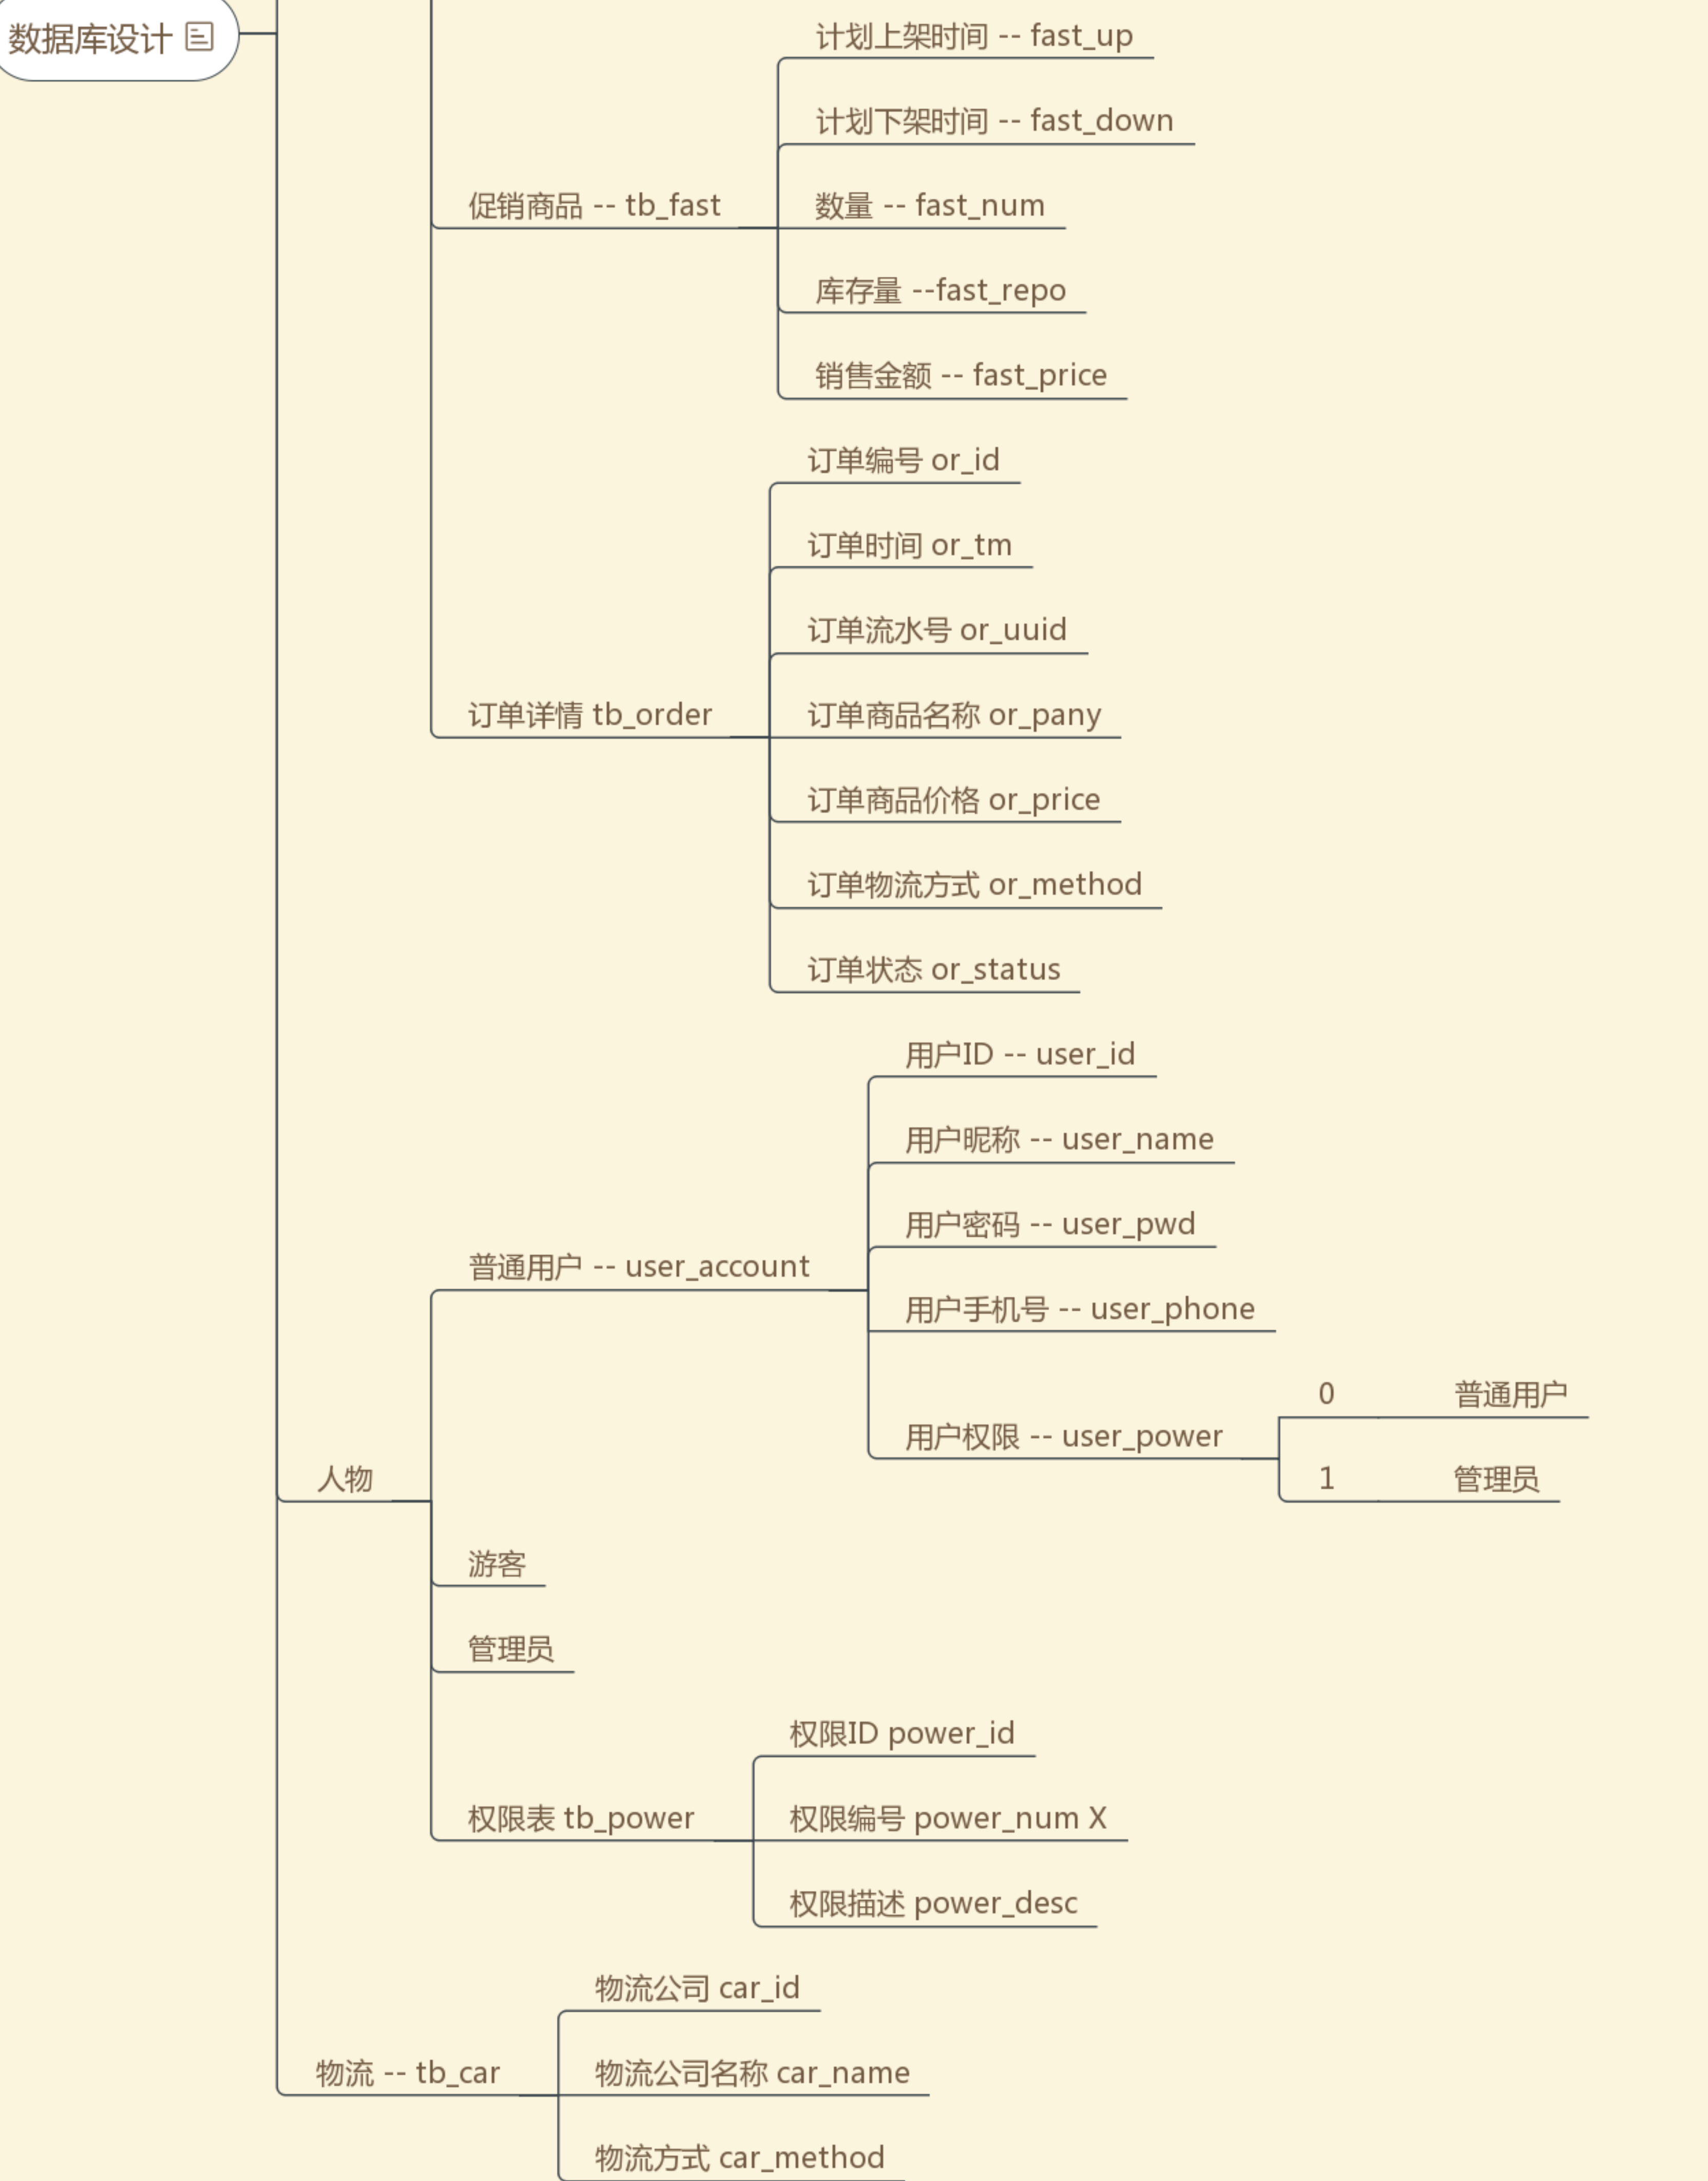 数据库设计
计划上架时间 -- fast_up
计划下架时间 -- fast_down
促销商品 -- tb_fast
数量 -- fast_num
库存量 --fast_repo
销售金额 -- fast_price
订单编号 or_id
订单时间 or_tm
订单流水号 or_uuid
订单详情 tb_order
订单商品名称 or_pany
订单商品价格 or_price
订单物流方式 or_method
订单状态 or_status
用户ID -- user_id
用户昵称 -- user_name
用户密码 -- user_pwd
普通用户 -- user_account
用户手机号 -- user_phone
0 普通用户
用户权限 -- user_power
1 管理员
人物
游客
管理员
权限ID power_id
权限表 tb_power
权限编号 power_num X
权限描述 power_desc
物流公司 car_id
物流 -- tb_car
物流公司名称 car_name
物流方式 car_method